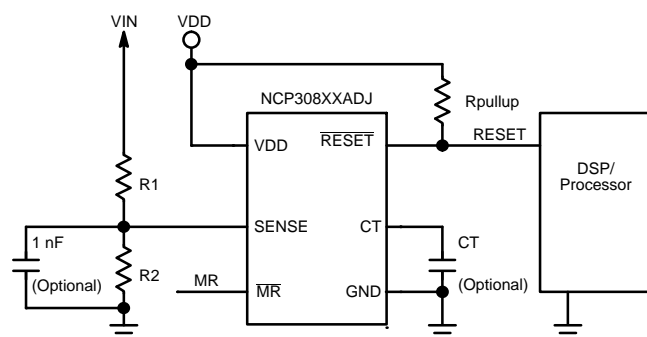 VIN
VDD
NCP308XXADJ
Rpullup
VDD
RESET
RESET
DSP/
Processor
R1
SENSE
CT
CT
1 nF
(Optional)
R2
MR
MR
GND
(Optional)